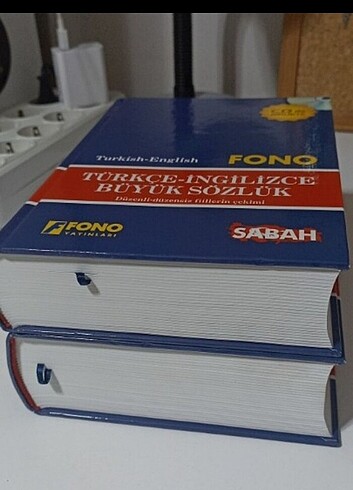 Turkish-English FONO
TÜRKÇE-İNGİLİZCE
BÜYÜK SÖZLÜK
Düzenli-düzensiz fiillerin çekimi
FONO
YAYINLARI
SABAH